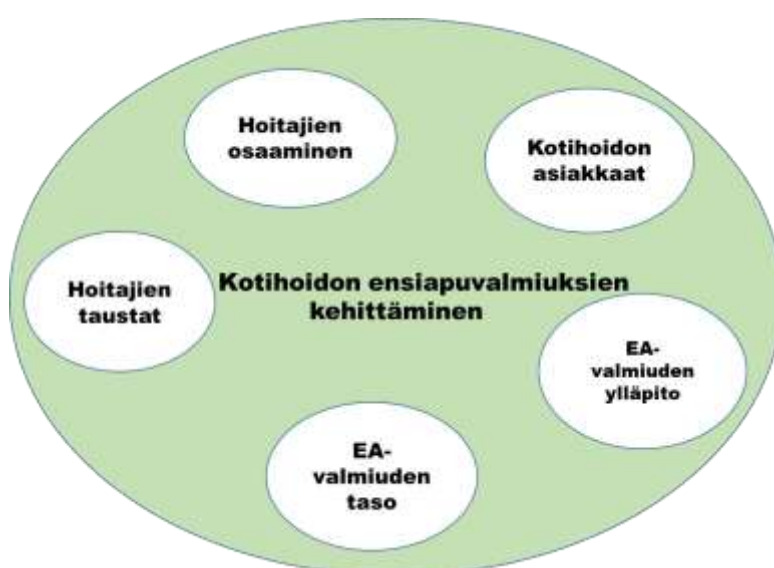 Hoitajien
osaaminen
Kotihoidon
asiakkaat
Hoitajien
taustat
Kotihoidon ensiapuvalmiuksien
kehittäminen
EA-
valmiuden
ylläpito
EA-
valmiuden
taso